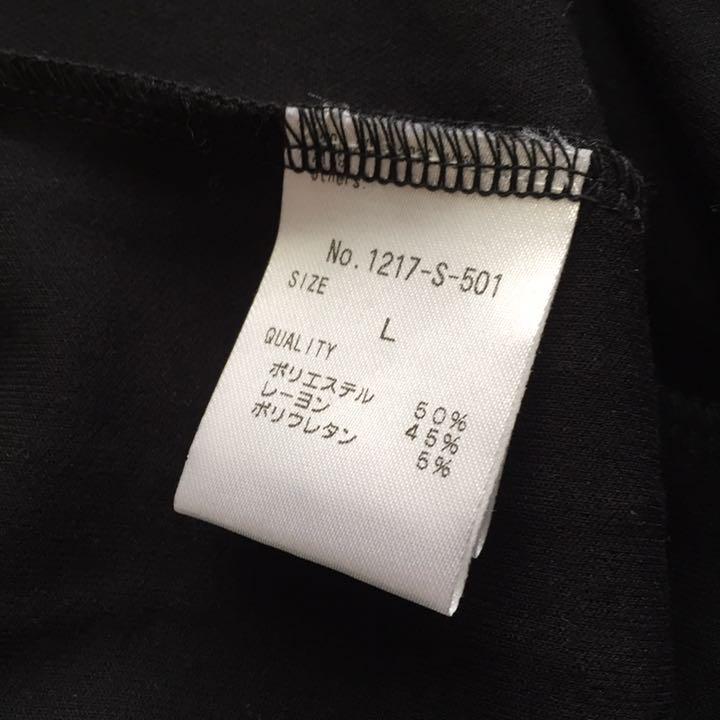 others.
No.1217-S-501
SIZE
L
QUALITY
ポリエステル 50%
レーヨン 45%
ポリウレタン 5%